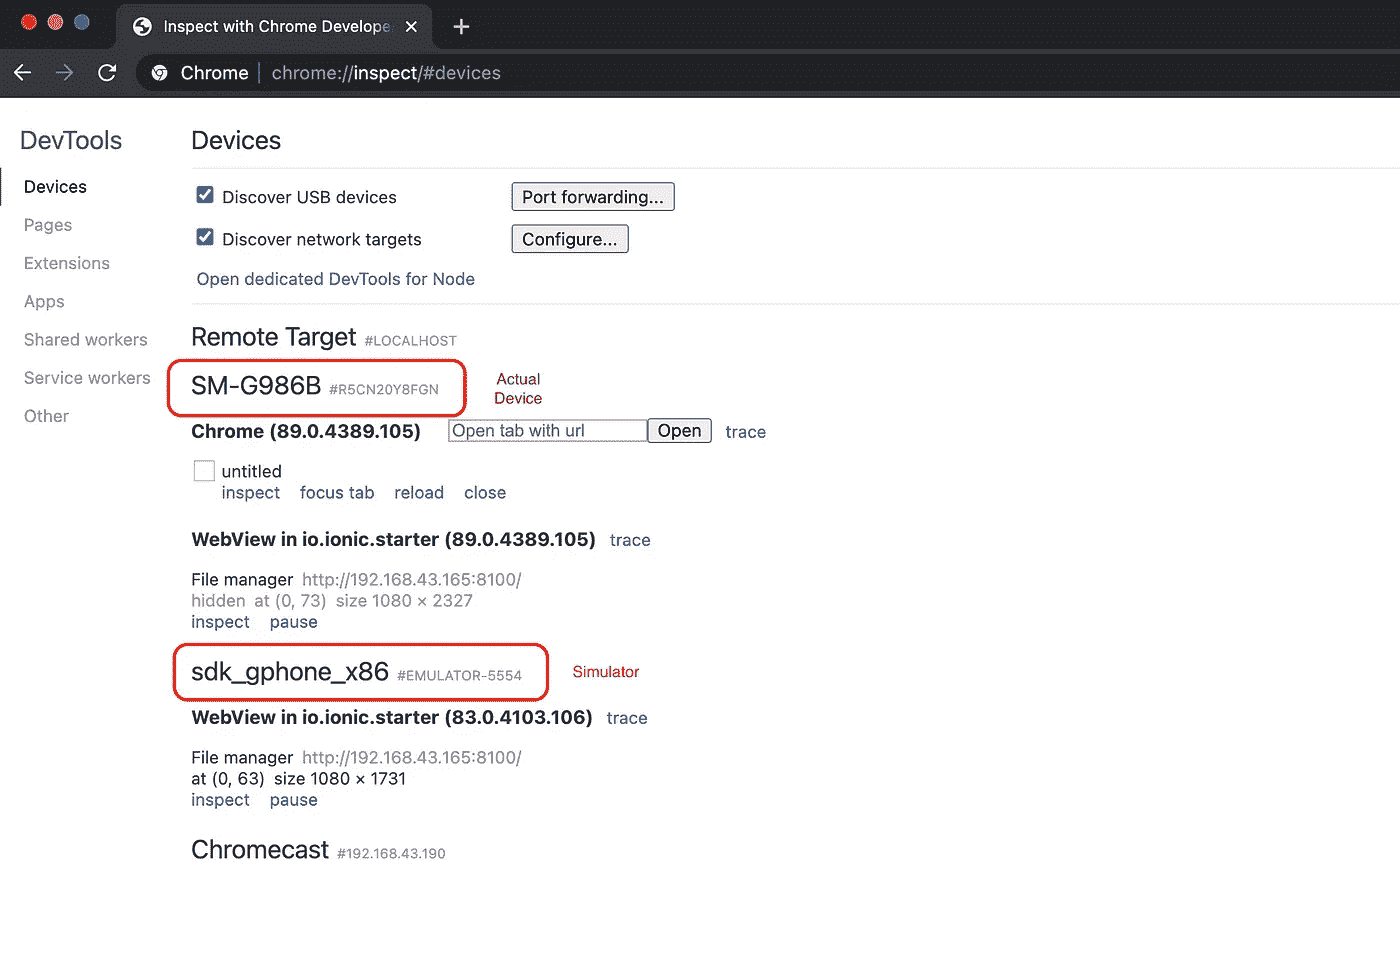 Inspect with Chrome Develope
Chrome | chrome://inspect/#devices
DevTools
Devices
Pages
Extensions
Apps
Shared workers
Service workers
Other
Devices
Discover USB devices Port forwarding...
Discover network targets Configure...
Open dedicated DevTools for Node
Remote Target #LOCALHOST
SM-G986B #R5CN20Y8FGN
Actual
Device
Chrome (89.0.4389.105) Open tab with url Open trace
untitled
inspect focus tab reload close
WebView in io.ionic.starter (89.0.4389.105) trace
File manager http://192.168.43.165:8100/
hidden at (0, 73) size 1080 × 2327
inspect pause
sdk_gphone_x86 #EMULATOR-5554 Simulator
WebView in io.ionic.starter (83.0.4103.106) trace
File manager http://192.168.43.165:8100/
at (0, 63) size 1080 × 1731
inspect pause
Chromecast #192.168.43.190